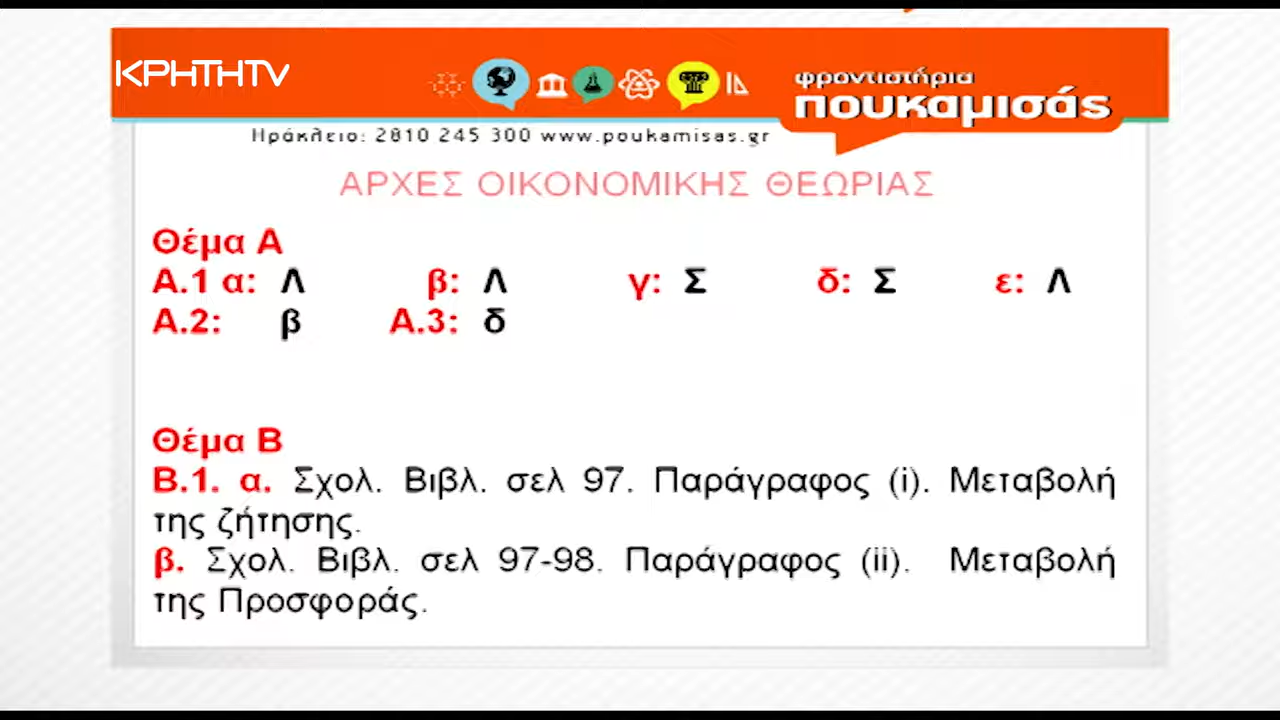 ΚΡΗΤΗTV
φροντιστήρια
πουκαμισάς
Ηράκλειο: 2810 245 300 www.poukamisas.gr
ΑΡΧΕΣ ΟΙΚΟΝΟΜΙΚΗΣ ΘΕΩΡΙΑΣ
Θέμα Α
Α.1 α: Λ β: Λ γ: Σ δ: Σ ε: Λ
Α.2: β Α.3: δ
Θέμα Β
Β.1. α. Σχολ. Βιβλ. σελ 97. Παράγραφος (i). Μεταβολή
της ζήτησης.
β. Σχολ. Βιβλ. σελ 97-98. Παράγραφος (ii). Μεταβολή
της Προσφοράς.